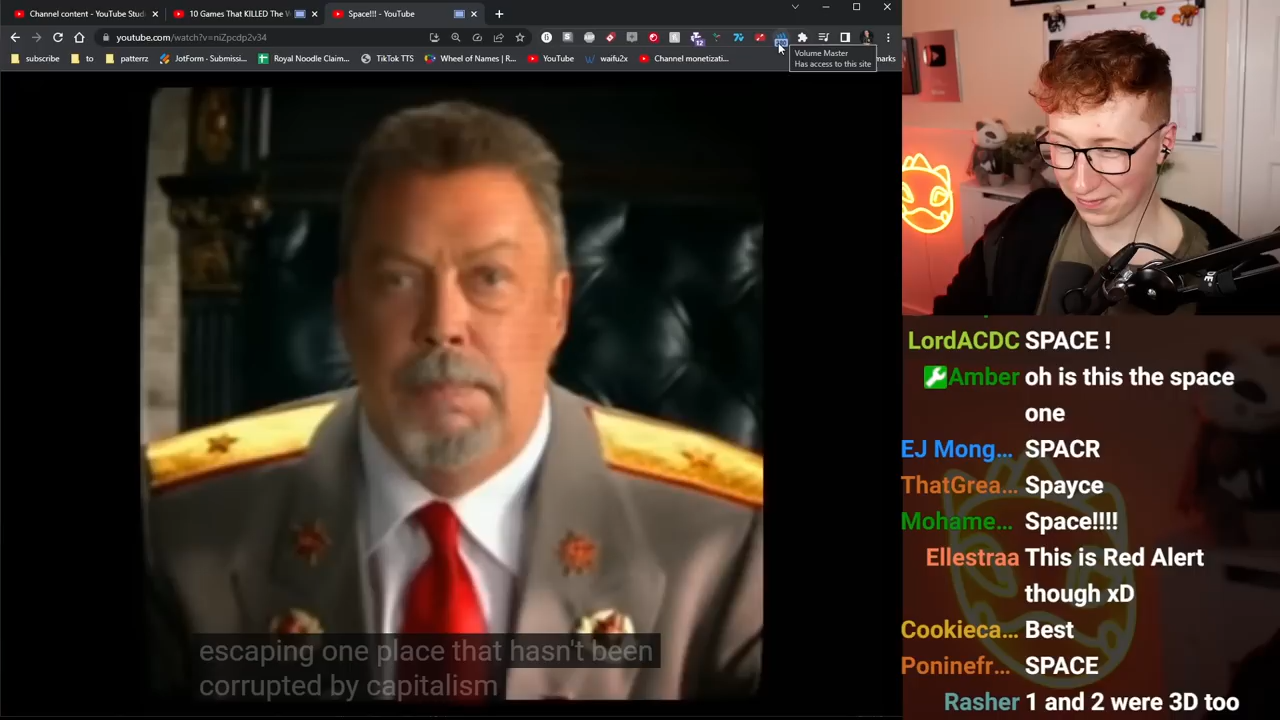 Channel content - YouTube Studi
10 Games That KILLED The
Space!!! - YouTube
youtube.com/watch?v=niZpcdp2v34
12
Volume Master
Has access to this site
subscribe
to
patterrz
JotForm - Submissi...
Royal Noodle Claim...
TikTok TTS
Wheel of Names | R...
YouTube
waifu2x
Channel monetizati...
marks
escaping one place that hasn't been
corrupted by capitalism
LordACDC SPACE !
Amber oh is this the space
one
EJ Mong... SPACR
ThatGrea... Spayce
Mohame... Space!!!!
Ellestraa This is Red Alert
though xD
Cookieca... Best
Poninefr... SPACE
Rasher 1 and 2 were 3D too